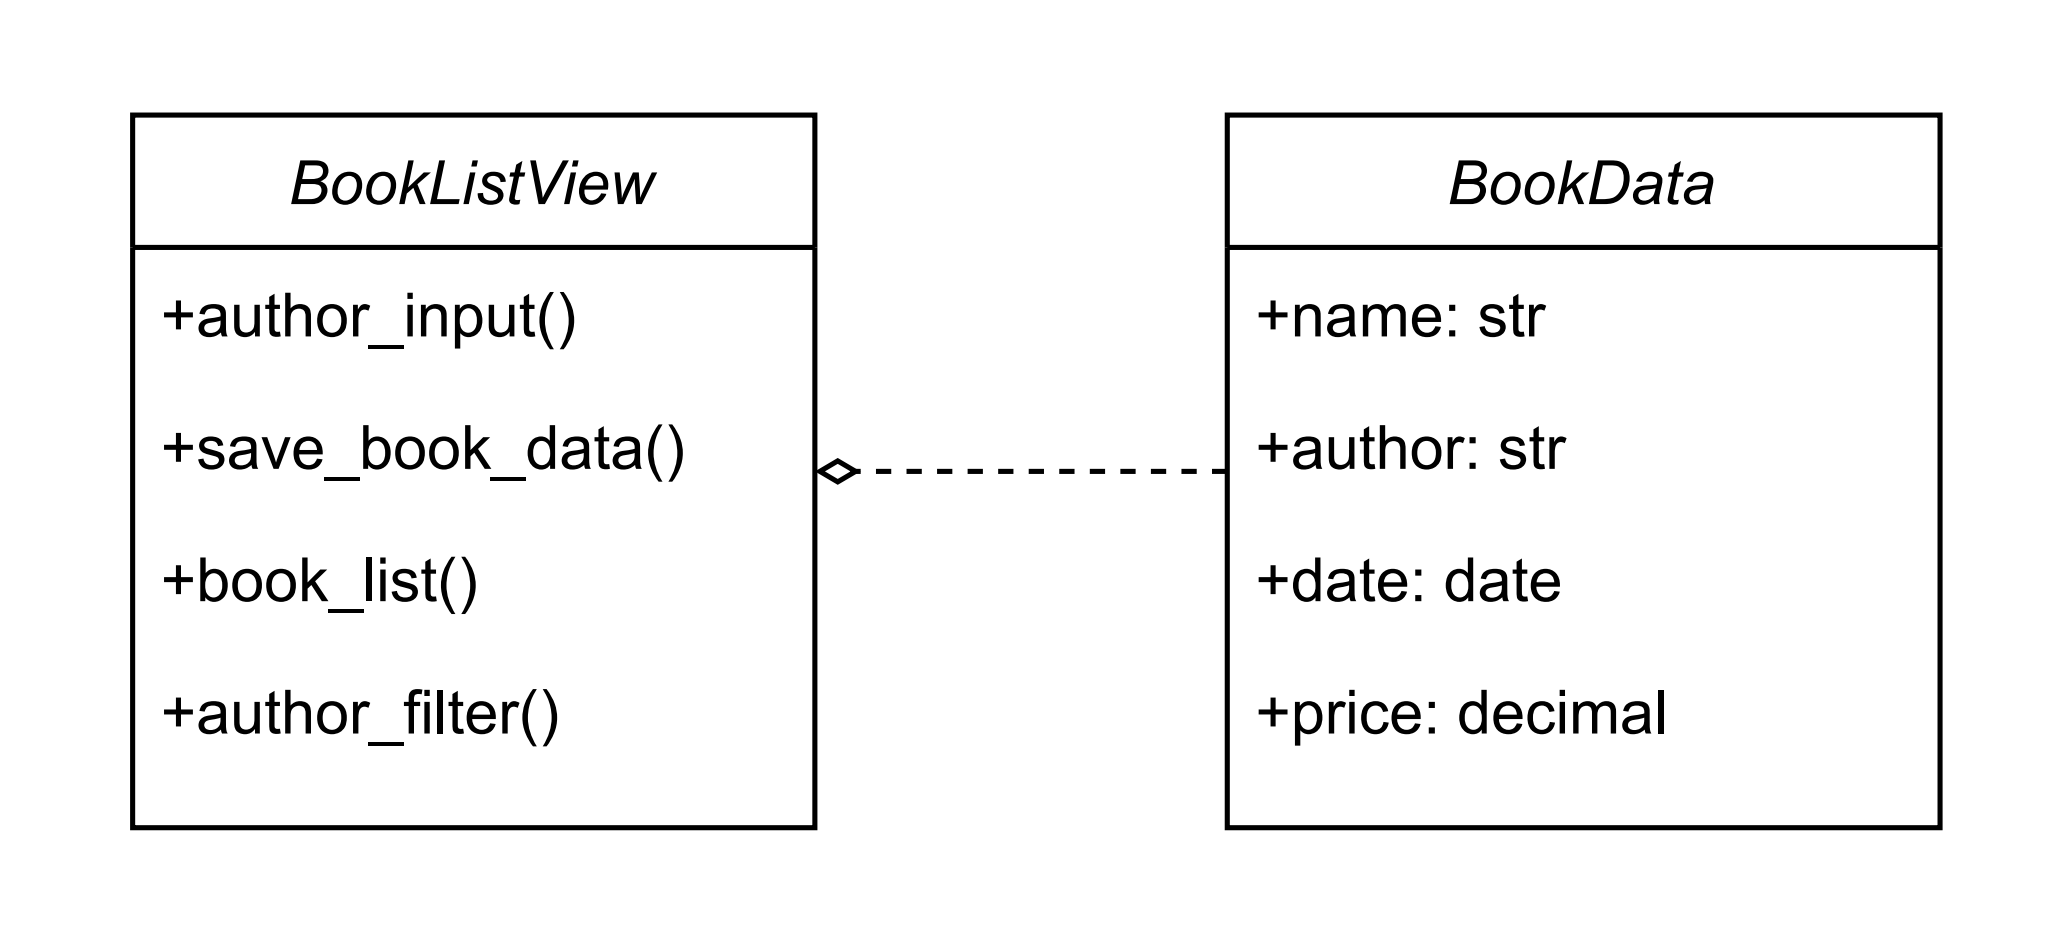 BookListView
+author_input()
+save_book_data()
+book_list()
+author_filter()
BookData
+name: str
+author: str
+date: date
+price: decimal